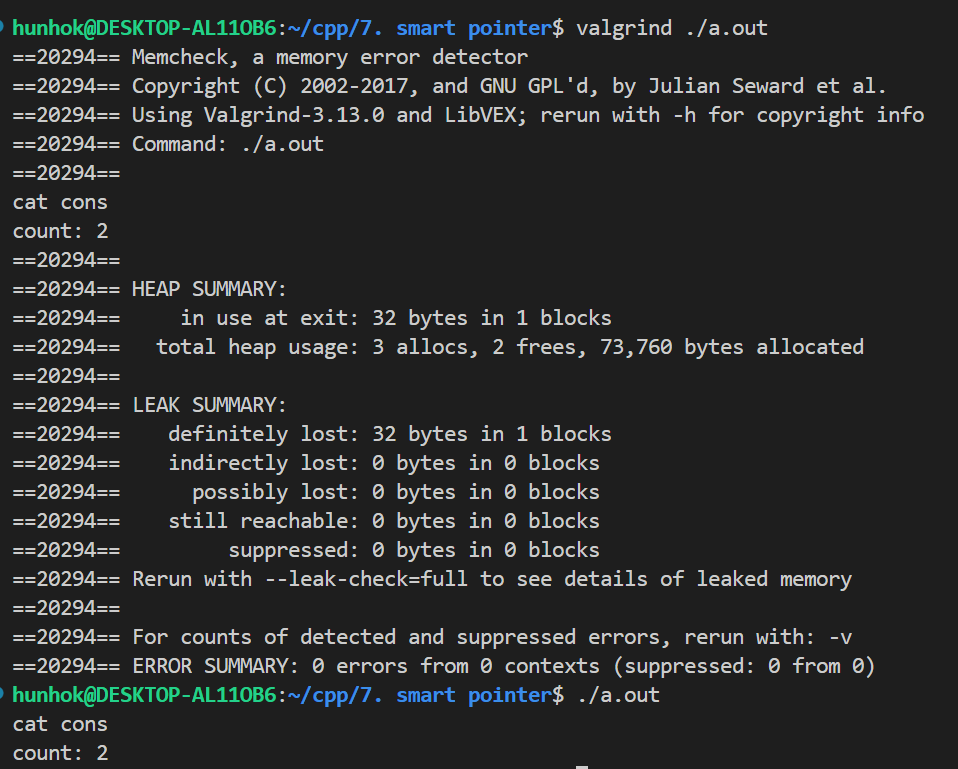 hunhok@DESKTOP-AL11OB6:~/cpp/7. smart pointer$ valgrind ./a.out
==20294== Memcheck, a memory error detector
==20294== Copyright (C) 2002-2017, and GNU GPL'd, by Julian Seward et al.
==20294== Using Valgrind-3.13.0 and LibVEX; rerun with -h for copyright info
==20294== Command: ./a.out
==20294==
cat cons
count: 2
==20294==
==20294== HEAP SUMMARY:
==20294==     in use at exit: 32 bytes in 1 blocks
==20294==   total heap usage: 3 allocs, 2 frees, 73,760 bytes allocated
==20294==
==20294== LEAK SUMMARY:
==20294==    definitely lost: 32 bytes in 1 blocks
==20294==    indirectly lost: 0 bytes in 0 blocks
==20294==      possibly lost: 0 bytes in 0 blocks
==20294==    still reachable: 0 bytes in 0 blocks
==20294==         suppressed: 0 bytes in 0 blocks
==20294== Rerun with --leak-check=full to see details of leaked memory
==20294==
==20294== For counts of detected and suppressed errors, rerun with: -v
==20294== ERROR SUMMARY: 0 errors from 0 contexts (suppressed: 0 from 0)
hunhok@DESKTOP-AL11OB6:~/cpp/7. smart pointer$ ./a.out
cat cons
count: 2